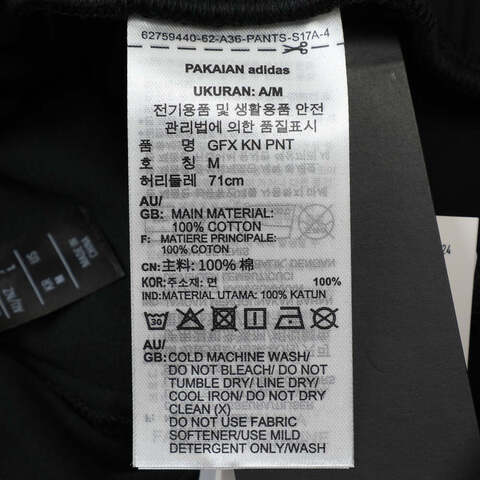 62759440-62-A36-PANTS-S17A-4
PAKAIAN adidas
UKURAN: A/M
전기용품 및 생활용품 안전
관리법에 의한 품질표시
품 명 GFX KN PNT
호 칭 M
허리둘레 71cm
AU/
GB: MAIN MATERIAL:
100% COTTON
F: MATIERE PRINCIPALE:
100% COTON
CN: 主料: 100% 棉
KOR: 주소재: 면 100%
IND: MATERIAL UTAMA: 100% KATUN
30
AU/
GB: COLD MACHINE WASH/
DO NOT BLEACH/ DO NOT
TUMBLE DRY/ LINE DRY/
COOL IRON/ DO NOT DRY
CLEAN (X)
DO NOT USE FABRIC
SOFTENER/USE MILD
DETERGENT ONLY/WASH
MADE IN
CHINA
24